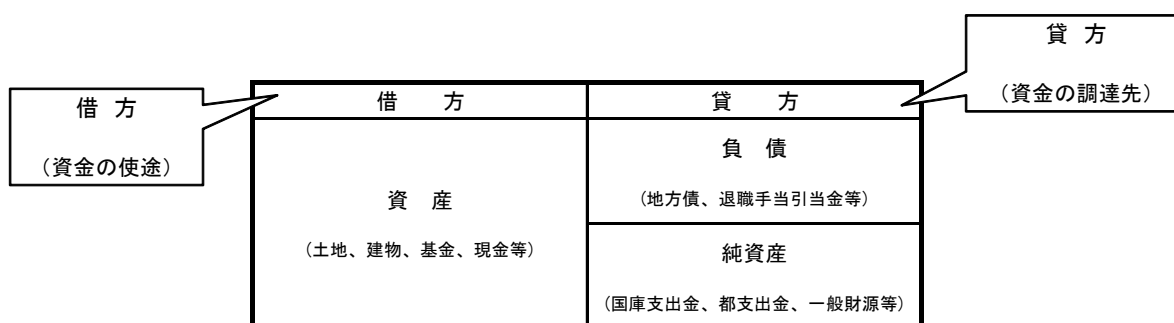 貸 方
（資金の調達先）
借 方
（資金の使途）
借 方
貸 方
資 産
（土地、建物、基金、現金等）
負 債
（地方債、退職手当引当金等）
純資産
（国庫支出金、都支出金、一般財源等）